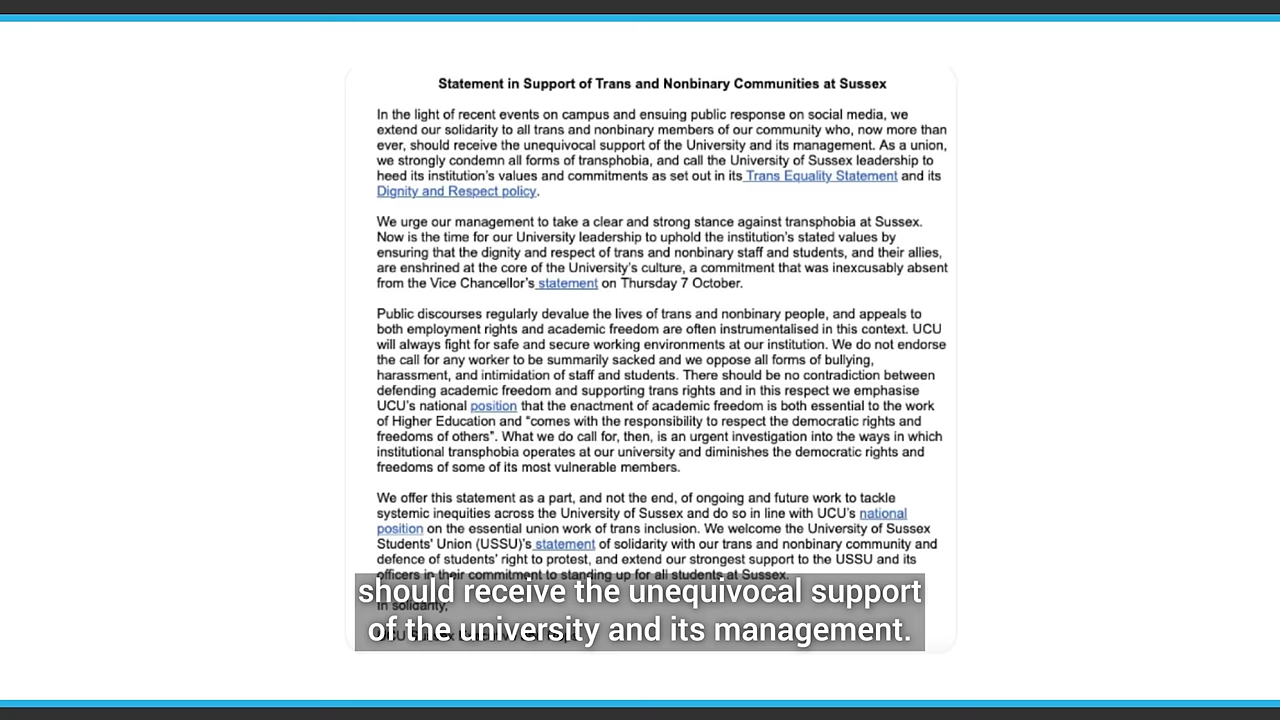 Statement in Support of Trans and Nonbinary Communities at Sussex
In the light of recent events on campus and ensuing public response on social media, we
extend our solidarity to all trans and nonbinary members of our community who, now more than
ever, should receive the unequivocal support of the University and its management. As a union,
we strongly condemn all forms of transphobia, and call the University of Sussex leadership to
heed its institution's values and commitments as set out in its Trans Equality Statement and its
Dignity and Respect policy.
We urge our management to take a clear and strong stance against transphobia at Sussex.
Now is the time for our University leadership to uphold the institution's stated values by
ensuring that the dignity and respect of trans and nonbinary staff and students, and their allies,
are enshrined at the core of the University's culture, a commitment that was inexcusably absent
from the Vice Chancellor's statement on Thursday 7 October.
Public discourses regularly devalue the lives of trans and nonbinary people, and appeals to
both employment rights and academic freedom are often instrumentalised in this context. UCU
will always fight for safe and secure working environments at our institution. We do not endorse
the call for any worker to be summarily sacked and we oppose all forms of bullying,
harassment, and intimidation of staff and students. There should be no contradiction between
defending academic freedom and supporting trans rights and in this respect we emphasise
UCU's national position that the enactment of academic freedom is both essential to the work
of Higher Education and "comes with the responsibility to respect the democratic rights and
freedoms of others". What we do call for, then, is an urgent investigation into the ways in which
institutional transphobia operates at our university and diminishes the democratic rights and
freedoms of some of its most vulnerable members.
We offer this statement as a part, and not the end, of ongoing and future work to tackle
systemic inequities across the University of Sussex and do so in line with UCU's national
position on the essential union work of trans inclusion. We welcome the University of Sussex
Students' Union (USSU)'s statement of solidarity with our trans and nonbinary community and
defence of students' right to protest, and extend our strongest support to the USSU and its
officers in their commitment to standing up for all students at Sussex.
In solidarity,
should receive the unequivocal support
of the university and its management.